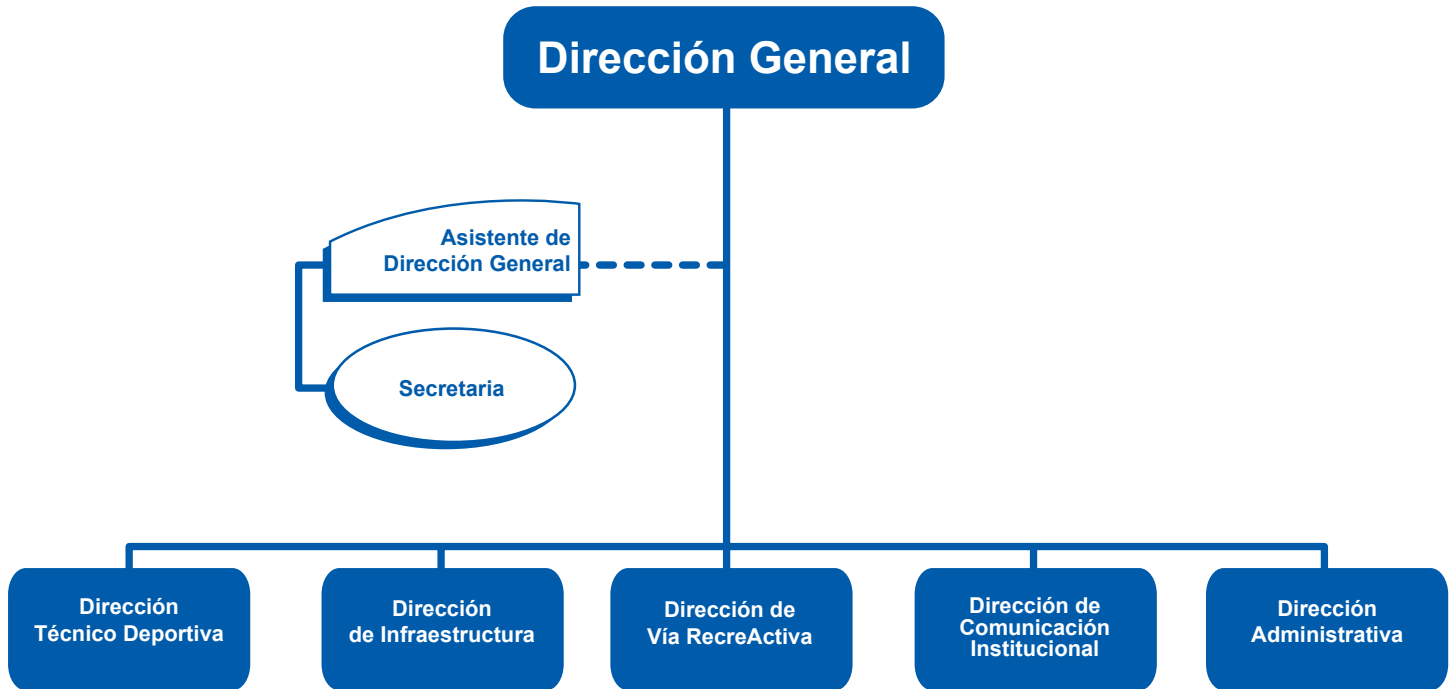 Dirección General
Asistente de
Dirección General
Secretaria
Dirección
Técnico Deportiva
Dirección
de Infraestructura
Dirección de
Vía RecreActiva
Dirección de
Comunicación
Institucional
Dirección
Administrativa